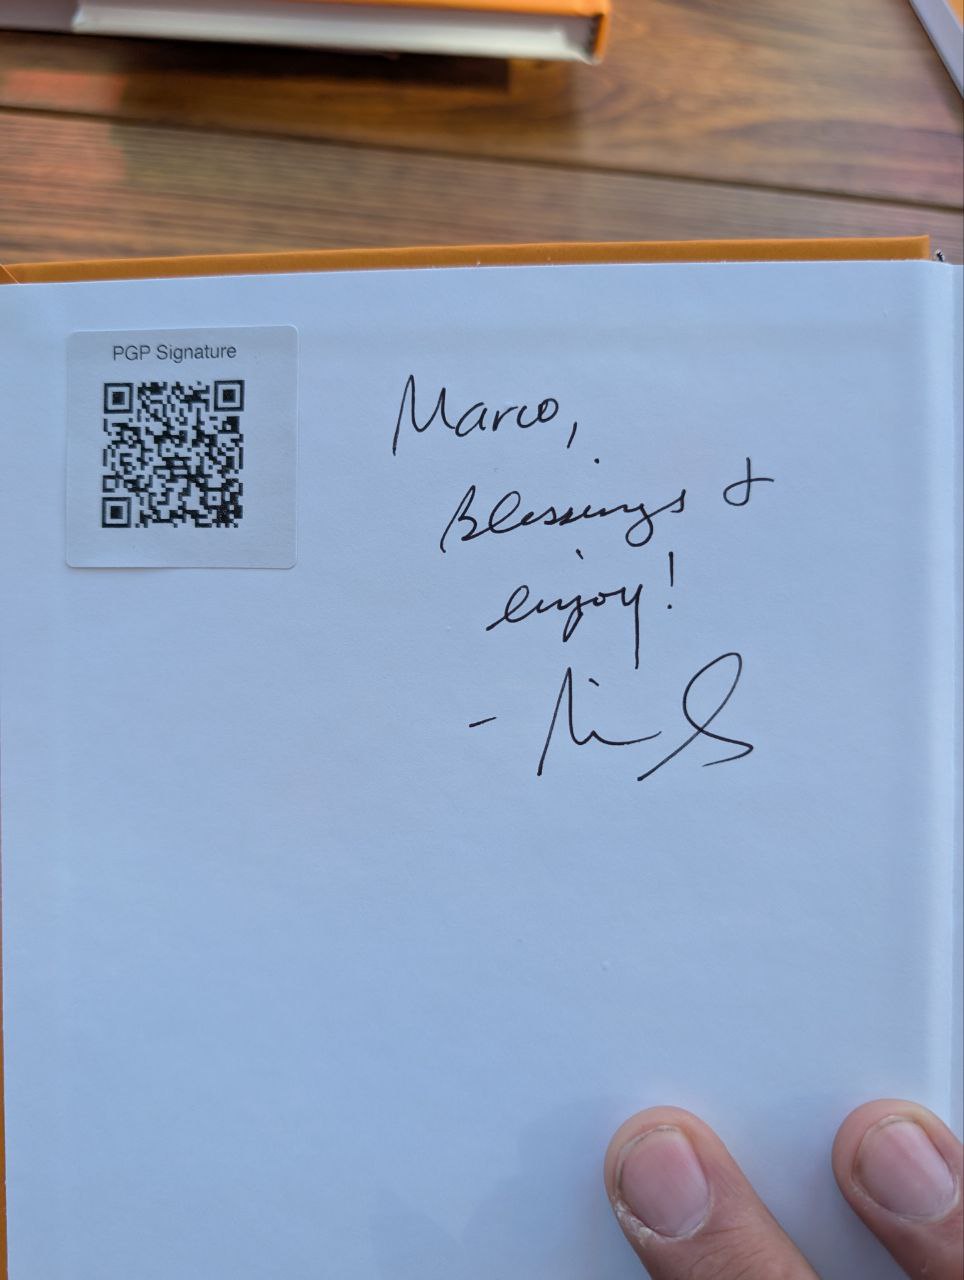 PGP Signature
Marco,
Blessings &
enjoy!